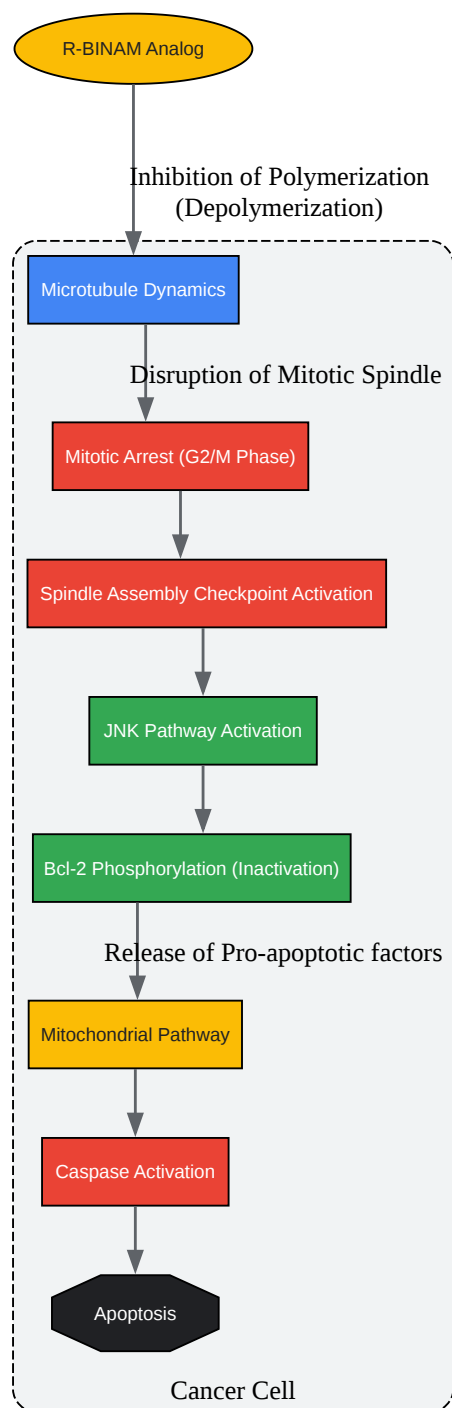 R-BINAM Analog
Inhibition of Polymerization
(Depolymerization)
Microtubule Dynamics
Disruption of Mitotic Spindle
Mitotic Arrest (G2/M Phase)
Spindle Assembly Checkpoint Activation
JNK Pathway Activation
Bcl-2 Phosphorylation (Inactivation)
Release of Pro-apoptotic factors
Mitochondrial Pathway
Caspase Activation
Apoptosis
Cancer Cell